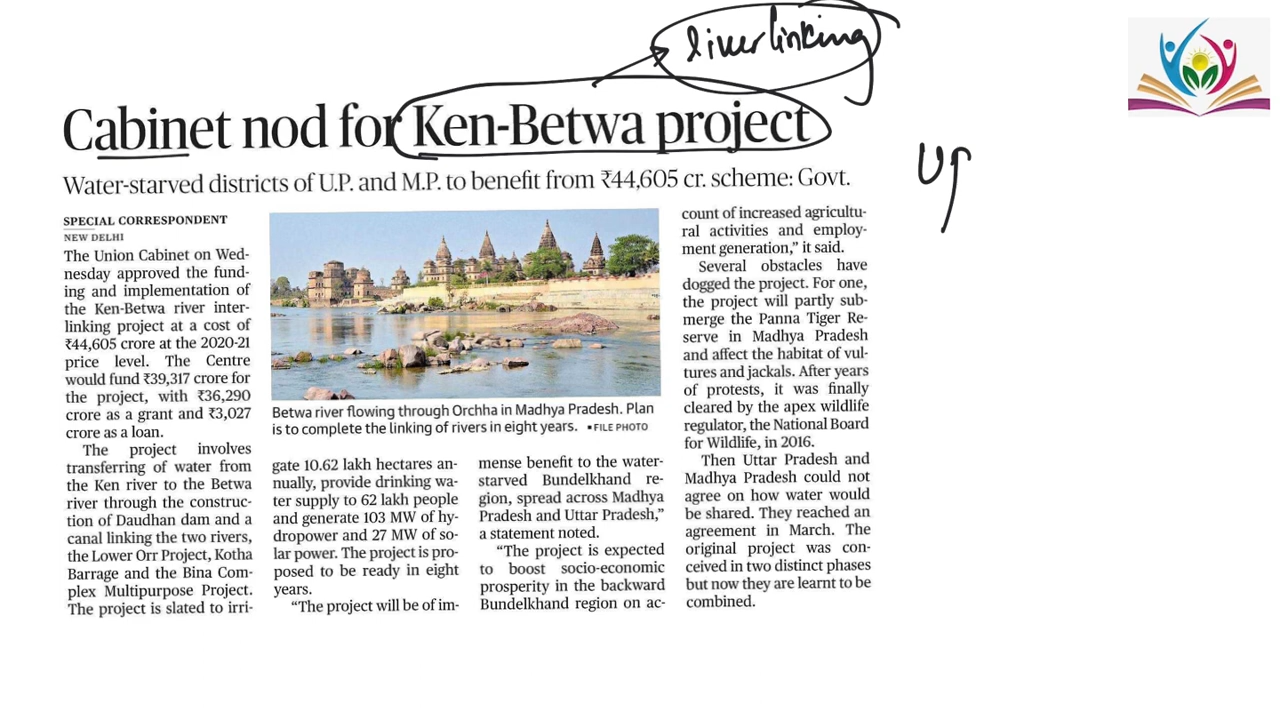 river linking
Cabinet nod for Ken-Betwa project
Water-starved districts of U.P. and M.P. to benefit from ₹44,605 cr. scheme: Govt.
UP
SPECIAL CORRESPONDENT
NEW DELHI
The Union Cabinet on Wed-
nesday approved the fund-
ing and implementation of
the Ken-Betwa river inter-
linking project at a cost of
₹44,605 crore at the 2020-21
price level. The Centre
would fund ₹39,317 crore for
the project, with ₹36,290
crore as a grant and ₹3,027
crore as a loan.
The project involves
transferring of water from
the Ken river to the Betwa
river through the construc-
tion of Daudhan dam and a
canal linking the two rivers,
the Lower Orr Project, Kotha
Barrage and the Bina Com-
plex Multipurpose Project.
The project is slated to irri-
Betwa river flowing through Orchha in Madhya Pradesh. Plan
is to complete the linking of rivers in eight years. ▪FILE PHOTO
gate 10.62 lakh hectares an-
nually, provide drinking wa-
ter supply to 62 lakh people
and generate 103 MW of hy-
dropower and 27 MW of so-
lar power. The project is pro-
posed to be ready in eight
years.
“The project will be of im-
mense benefit to the water-
starved Bundelkhand re-
gion, spread across Madhya
Pradesh and Uttar Pradesh,”
a statement noted.
“The project is expected
to boost socio-economic
prosperity in the backward
Bundelkhand region on ac-
count of increased agricultu-
ral activities and employ-
ment generation,” it said.
Several obstacles have
dogged the project. For one,
the project will partly sub-
merge the Panna Tiger Re-
serve in Madhya Pradesh
and affect the habitat of vul-
tures and jackals. After years
of protests, it was finally
cleared by the apex wildlife
regulator, the National Board
for Wildlife, in 2016.
Then Uttar Pradesh and
Madhya Pradesh could not
agree on how water would
be shared. They reached an
agreement in March. The
original project was con-
ceived in two distinct phases
but now they are learnt to be
combined.